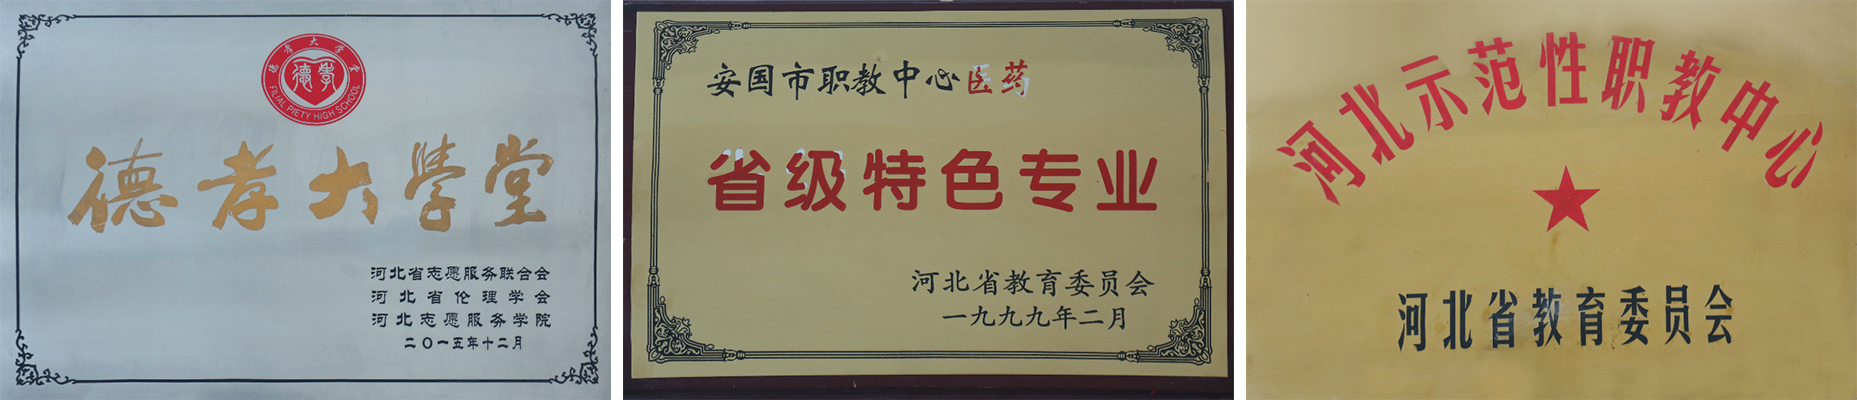 德孝大学堂
德孝
FILIAL PIETY HIGH SCHOOL
德孝大學堂
河北省志愿服务联合会
河北省伦理学会
河北志愿服务学院
二〇一五年十二月
安国市职教中心医药
省级特色专业
河北省教育委员会
一九九九年二月
河北示范性职教中心
河北省教育委员会